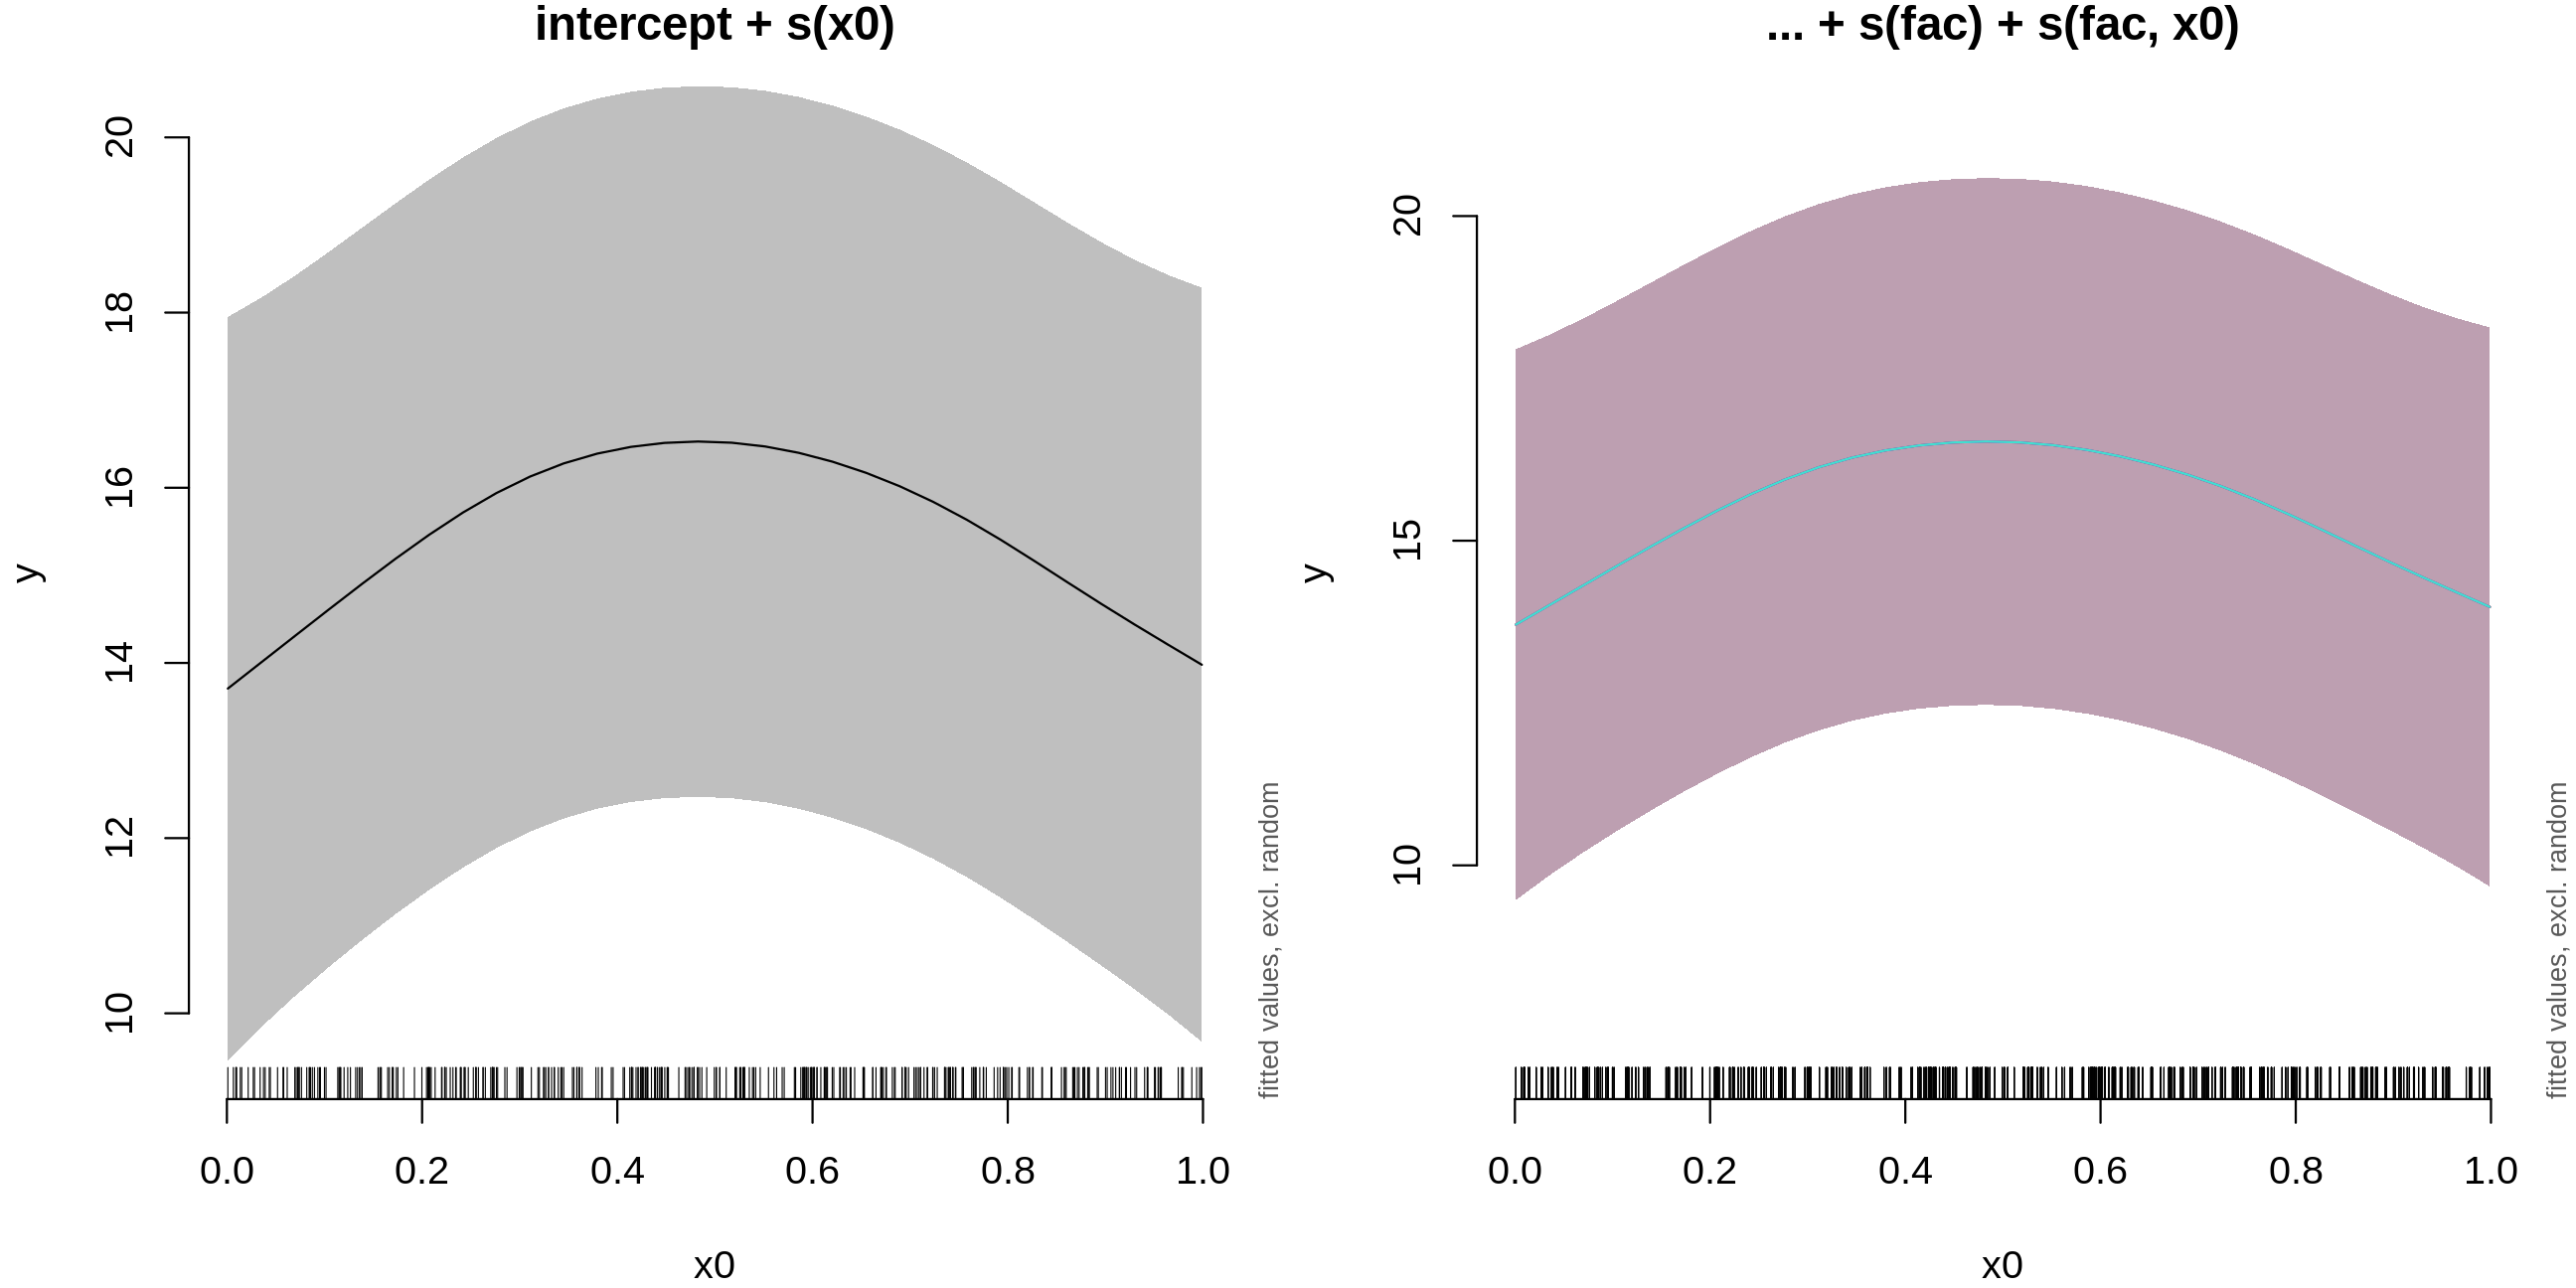 intercept + s(x0)
y
20
18
16
14
12
10
0.0 0.2 0.4 0.6 0.8 1.0
x0
fitted values, excl. random
... + s(fac) + s(fac, x0)
y
20
15
10
0.0 0.2 0.4 0.6 0.8 1.0
x0
fitted values, excl. random